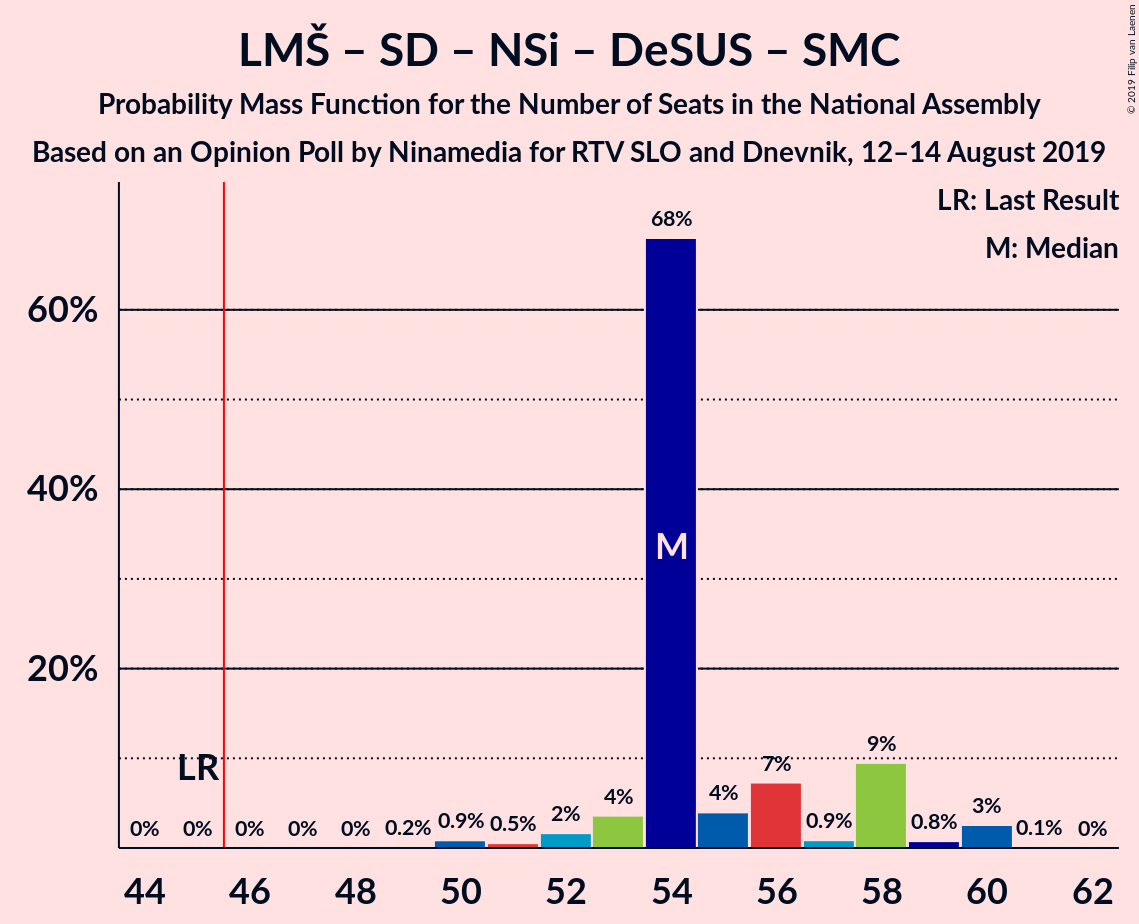 LMŠ – SD – NSi – DeSUS – SMC
Probability Mass Function for the Number of Seats in the National Assembly
Based on an Opinion Poll by Ninamedia for RTV SLO and Dnevnik, 12–14 August 2019
© 2019 Filip van Laenen
LR: Last Result
M: Median
60%
40%
20%
LR
M
0% 0% 0% 0% 0% 0.2% 0.9% 0.5% 2% 4% 68% 4% 7% 0.9% 9% 0.8% 3% 0.1% 0%
44 46 48 50 52 54 56 58 60 62